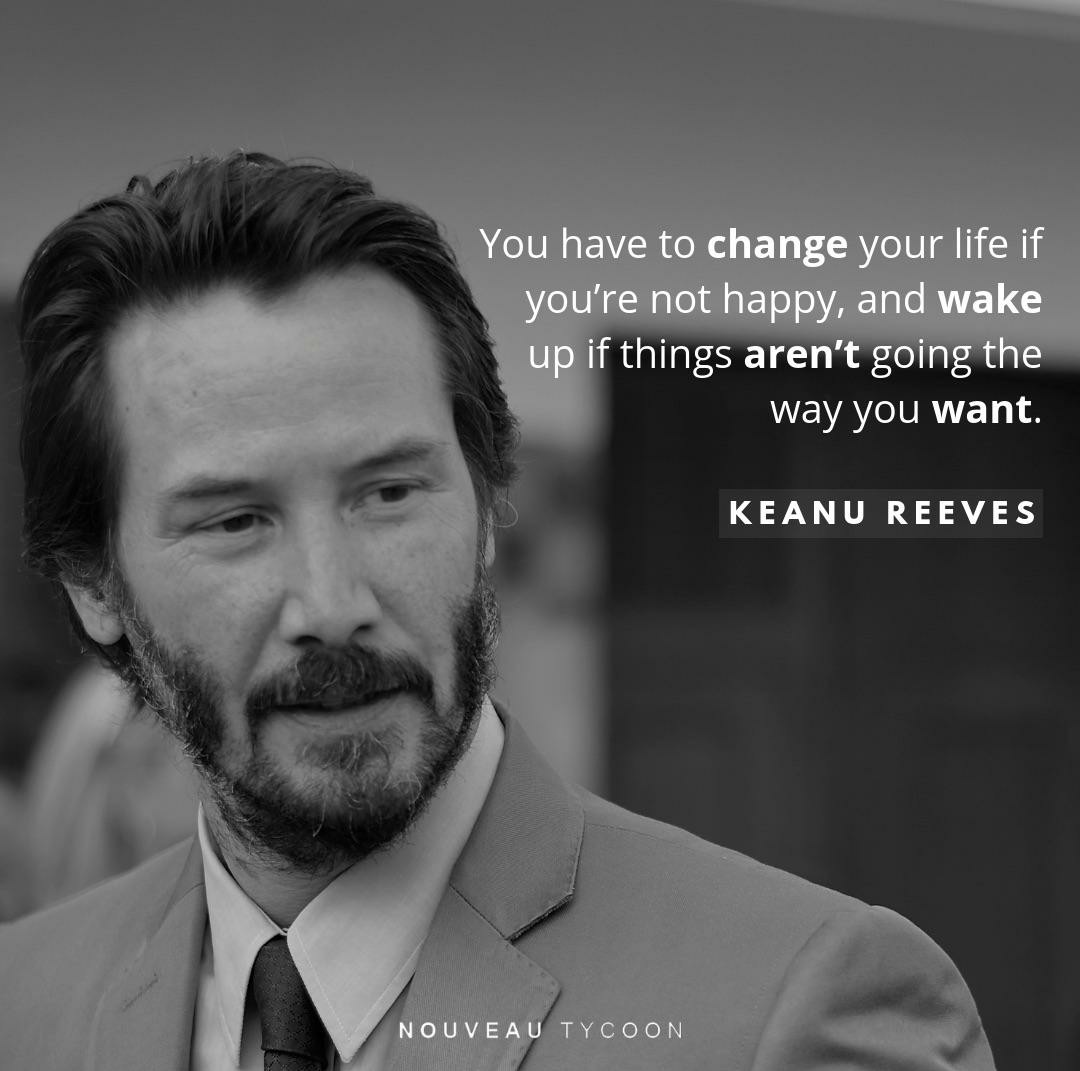 You have to change your life if
you’re not happy, and wake
up if things aren’t going the
way you want.
KEANU REEVES
NOUVEAU TYCOON